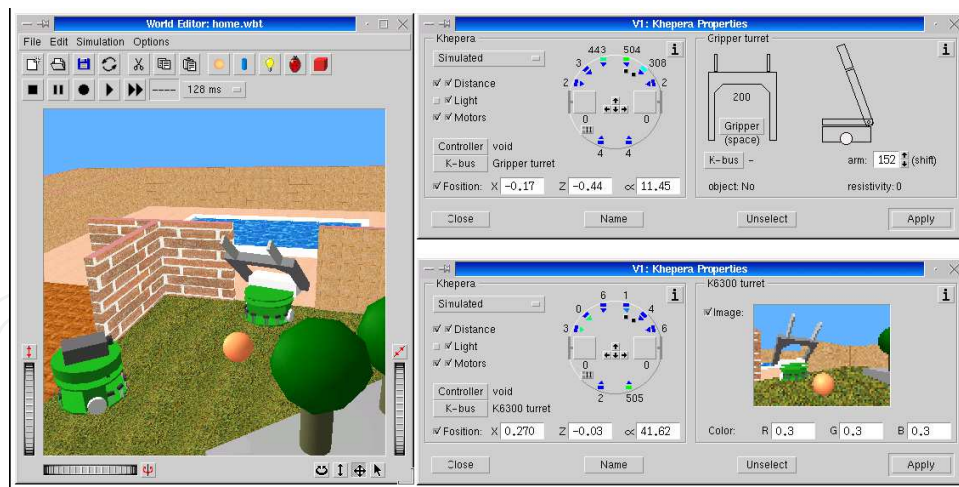 World Editor: home.wbt
File Edit Simulation Options
128 ms
V1: Khepera Properties
Khepera
Simulated
Distance
Light
Motors
443 504
3 308
2 2
0 0
4 4
Controller void
K-bus Gripper turret
Position: X -0.17 Z -0.44 ∝ 11.45
Gripper turret
i
i
200
Gripper
(space)
K-bus -
arm: 152 (shift)
object: No resistivity: 0
Close Name Unselect Apply
V1: Khepera Properties
Khepera
Simulated
Distance
Light
Motors
6 1
0 4
3 6
0 0
2 505
Controller void
K-bus K6300 turret
Position: X 0.270 Z -0.03 ∝ 41.62
i
K6300 turret
i
Image:
Color: R 0.3 G 0.3 B 0.3
Close Name Unselect Apply